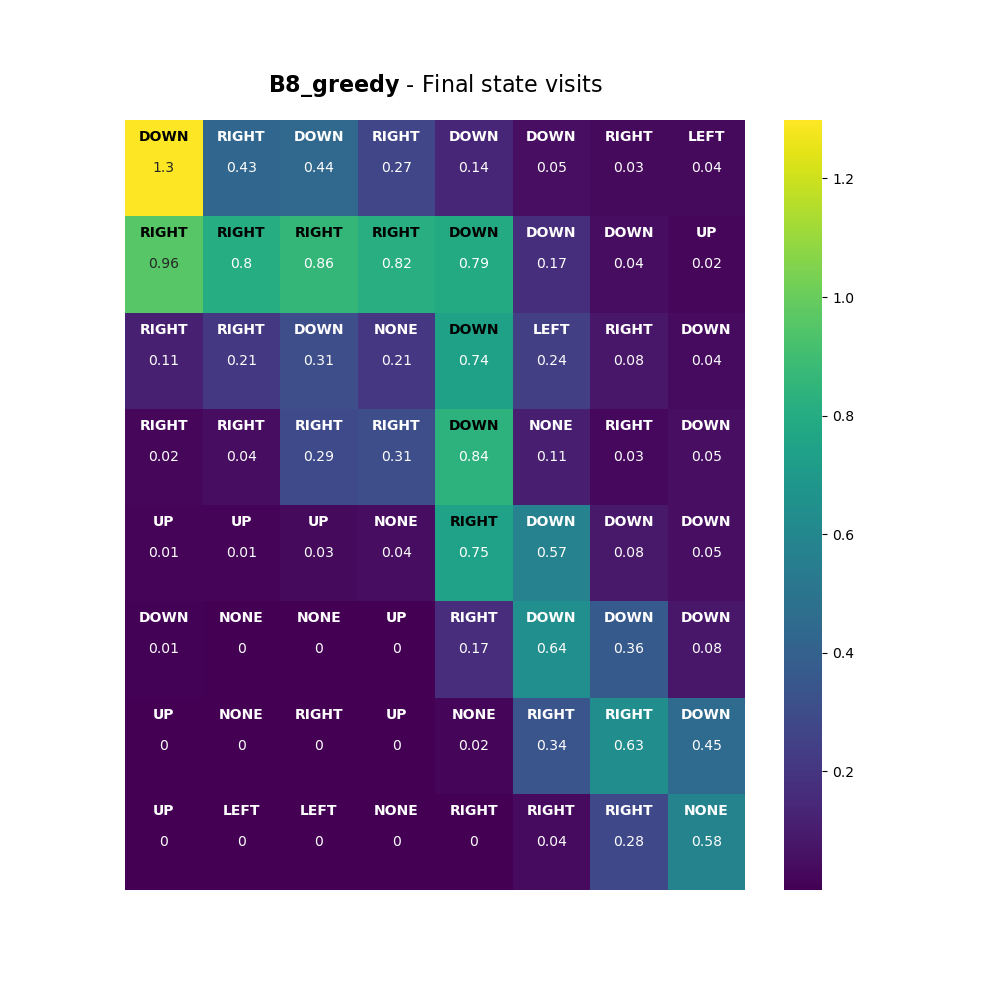 B8_greedy - Final state visits
DOWN RIGHT DOWN RIGHT DOWN DOWN RIGHT LEFT
1.3 0.43 0.44 0.27 0.14 0.05 0.03 0.04
RIGHT RIGHT RIGHT RIGHT DOWN DOWN DOWN UP
0.96 0.8 0.86 0.82 0.79 0.17 0.04 0.02
RIGHT RIGHT DOWN NONE DOWN LEFT RIGHT DOWN
0.11 0.21 0.31 0.21 0.74 0.24 0.08 0.04
RIGHT RIGHT RIGHT RIGHT DOWN NONE RIGHT DOWN
0.02 0.04 0.29 0.31 0.84 0.11 0.03 0.05
UP UP UP NONE RIGHT DOWN DOWN DOWN
0.01 0.01 0.03 0.04 0.75 0.57 0.08 0.05
DOWN NONE NONE UP RIGHT DOWN DOWN DOWN
0.01 0 0 0 0.17 0.64 0.36 0.08
UP NONE RIGHT UP NONE RIGHT RIGHT DOWN
0 0 0 0 0.02 0.34 0.63 0.45
UP LEFT LEFT NONE RIGHT RIGHT RIGHT NONE
0 0 0 0 0 0.04 0.28 0.58
1.2
1.0
0.8
0.6
0.4
0.2